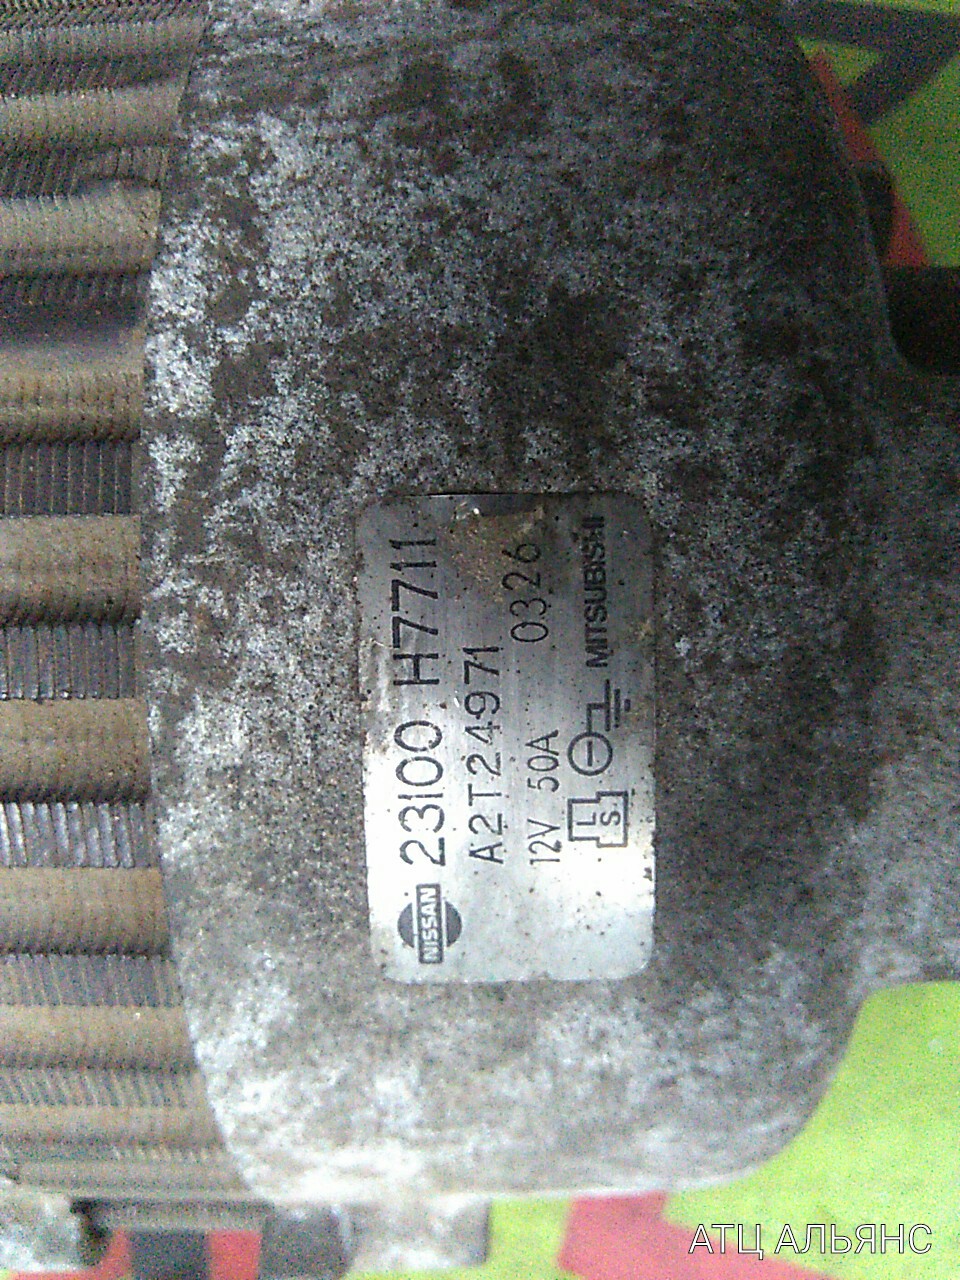 NISSAN 23100 H7711
A2T24971
12V 50A 0326
L S MITSUBISHI
АТЦ АЛЬЯНС